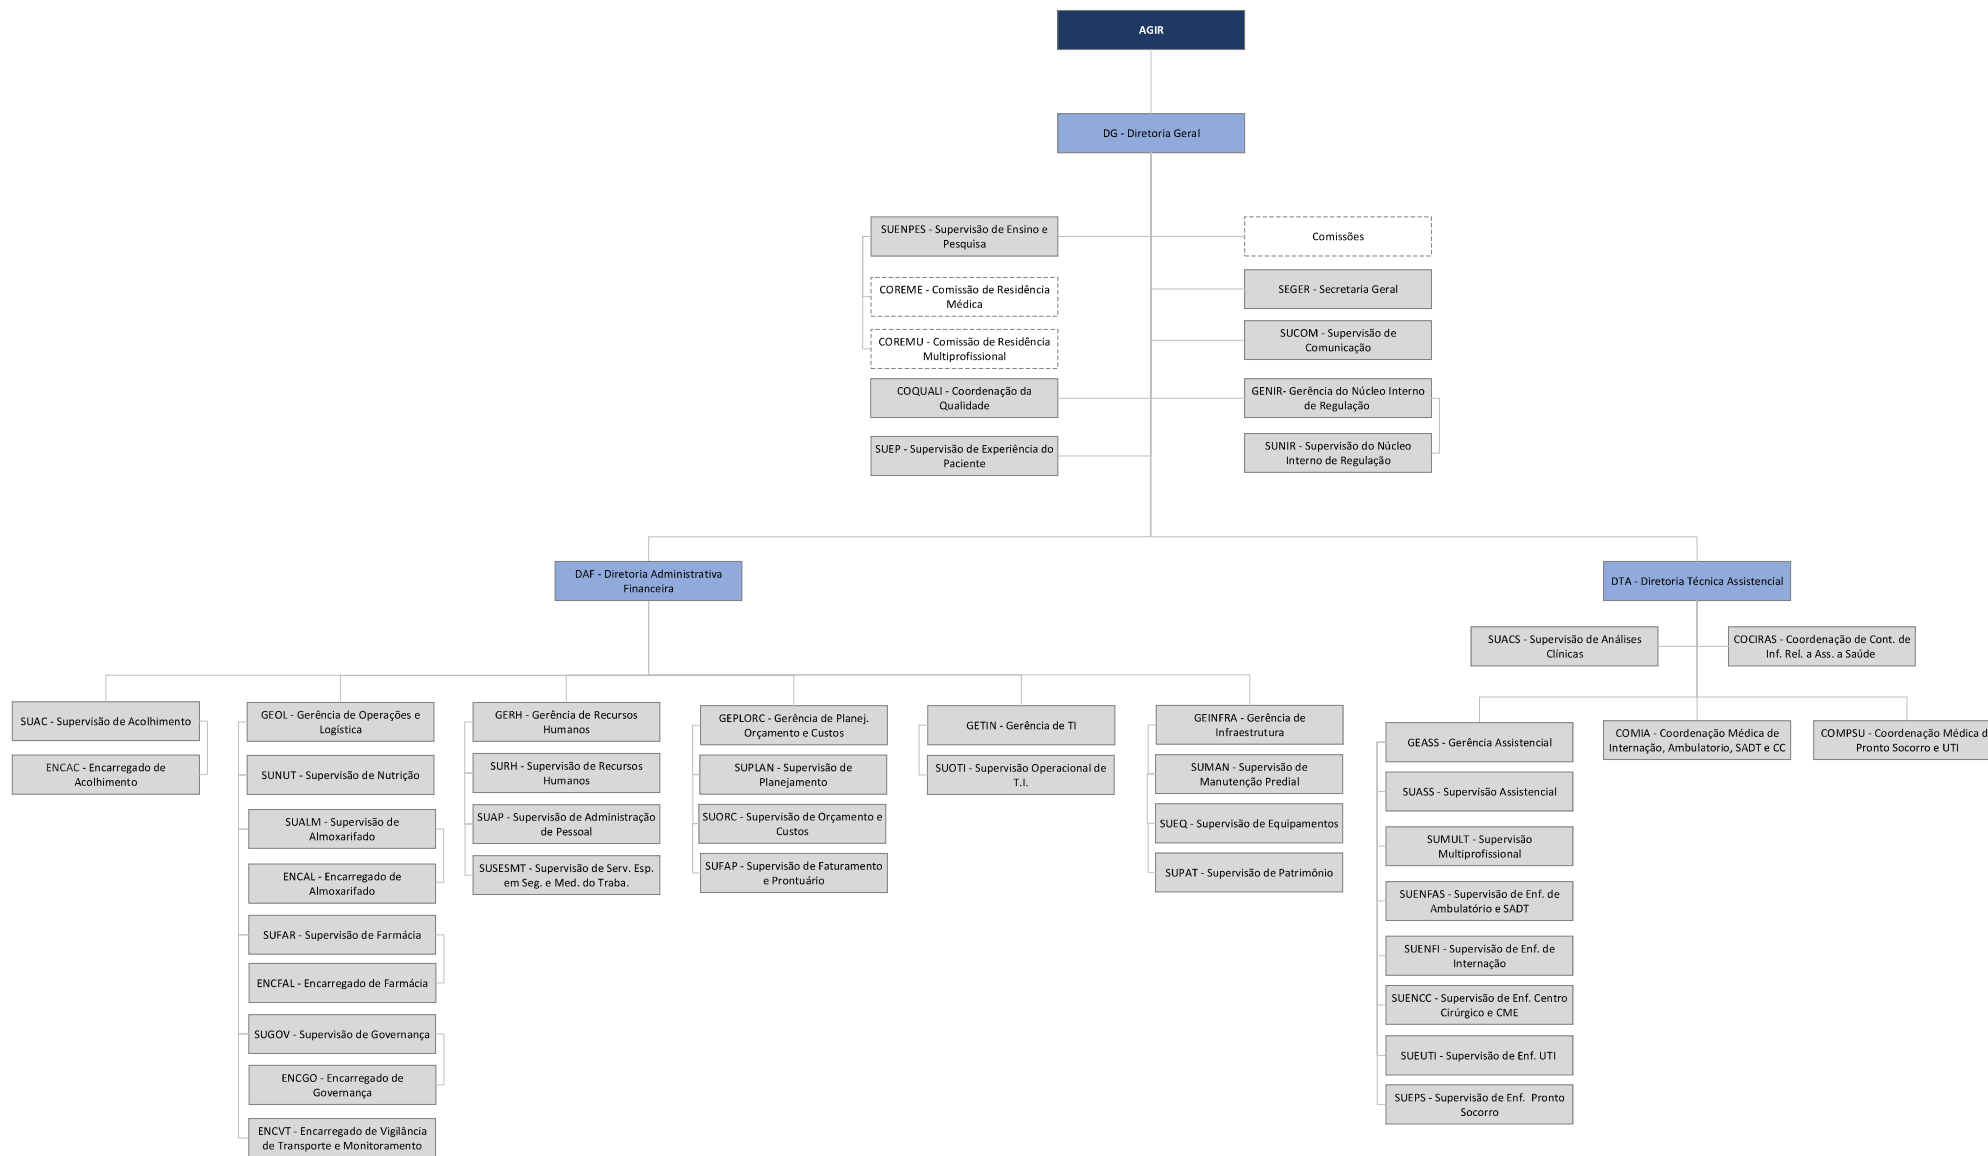 AGIR
DG - Diretoria Geral
SUENPES - Supervisão de Ensino e
Pesquisa
Comissões
COREME - Comissão de Residência
Médica
SEGER - Secretaria Geral
COREMU - Comissão de Residência
Multiprofissional
SUCOM - Supervisão de
Comunicação
COQUALI - Coordenação da
Qualidade
GENIR- Gerência do Núcleo Interno
de Regulação
SUEP - Supervisão de Experiência do
Paciente
SUNIR - Supervisão do Núcleo
Interno de Regulação
DAF - Diretoria Administrativa
Financeira
DTA - Diretoria Técnica Assistencial
SUACS - Supervisão de Análises
Clínicas
COCIRAS - Coordenação de Cont. de
Inf. Rel. a Ass. a Saúde
SUAC - Supervisão de Acolhimento
ENCAC - Encarregado de
Acolhimento
GEOL - Gerência de Operações e
Logística
SUNUT - Supervisão de Nutrição
SUALM - Supervisão de
Almoxarifado
ENCAL - Encarregado de
Almoxarifado
SUFAR - Supervisão de Farmácia
ENCFAL - Encarregado de Farmácia
SUGOV - Supervisão de Governança
ENCGO - Encarregado de
Governança
ENCVT - Encarregado de Vigilância
de Transporte e Monitoramento
GERH - Gerência de Recursos
Humanos
SURH - Supervisão de Recursos
Humanos
SUAP - Supervisão de Administração
de Pessoal
SUSESMT - Supervisão de Serv. Esp.
em Seg. e Med. do Traba.
GEPLORC - Gerência de Planej.
Orçamento e Custos
SUPLAN - Supervisão de
Planejamento
SUORC - Supervisão de Orçamento e
Custos
SUFAP - Supervisão de Faturamento
e Prontuário
GETIN - Gerência de TI
SUOTI - Supervisão Operacional de
T.I.
GEINFRA - Gerência de
Infraestrutura
SUMAN - Supervisão de
Manutenção Predial
SUEQ - Supervisão de Equipamentos
SUPAT - Supervisão de Patrimônio
GEASS - Gerência Assistencial
SUASS - Supervisão Assistencial
SUMULT - Supervisão
Multiprofissional
SUENFAS - Supervisão de Enf. de
Ambulatório e SADT
SUENFI - Supervisão de Enf. de
Internação
SUENCC - Supervisão de Enf. Centro
Cirúrgico e CME
SUEUTI - Supervisão de Enf. UTI
SUEPS - Supervisão de Enf. Pronto
Socorro
COMIA - Coordenação Médica de
Internação, Ambulatorio, SADT e CC
COMPSU - Coordenação Médica
Pronto Socorro e UTI